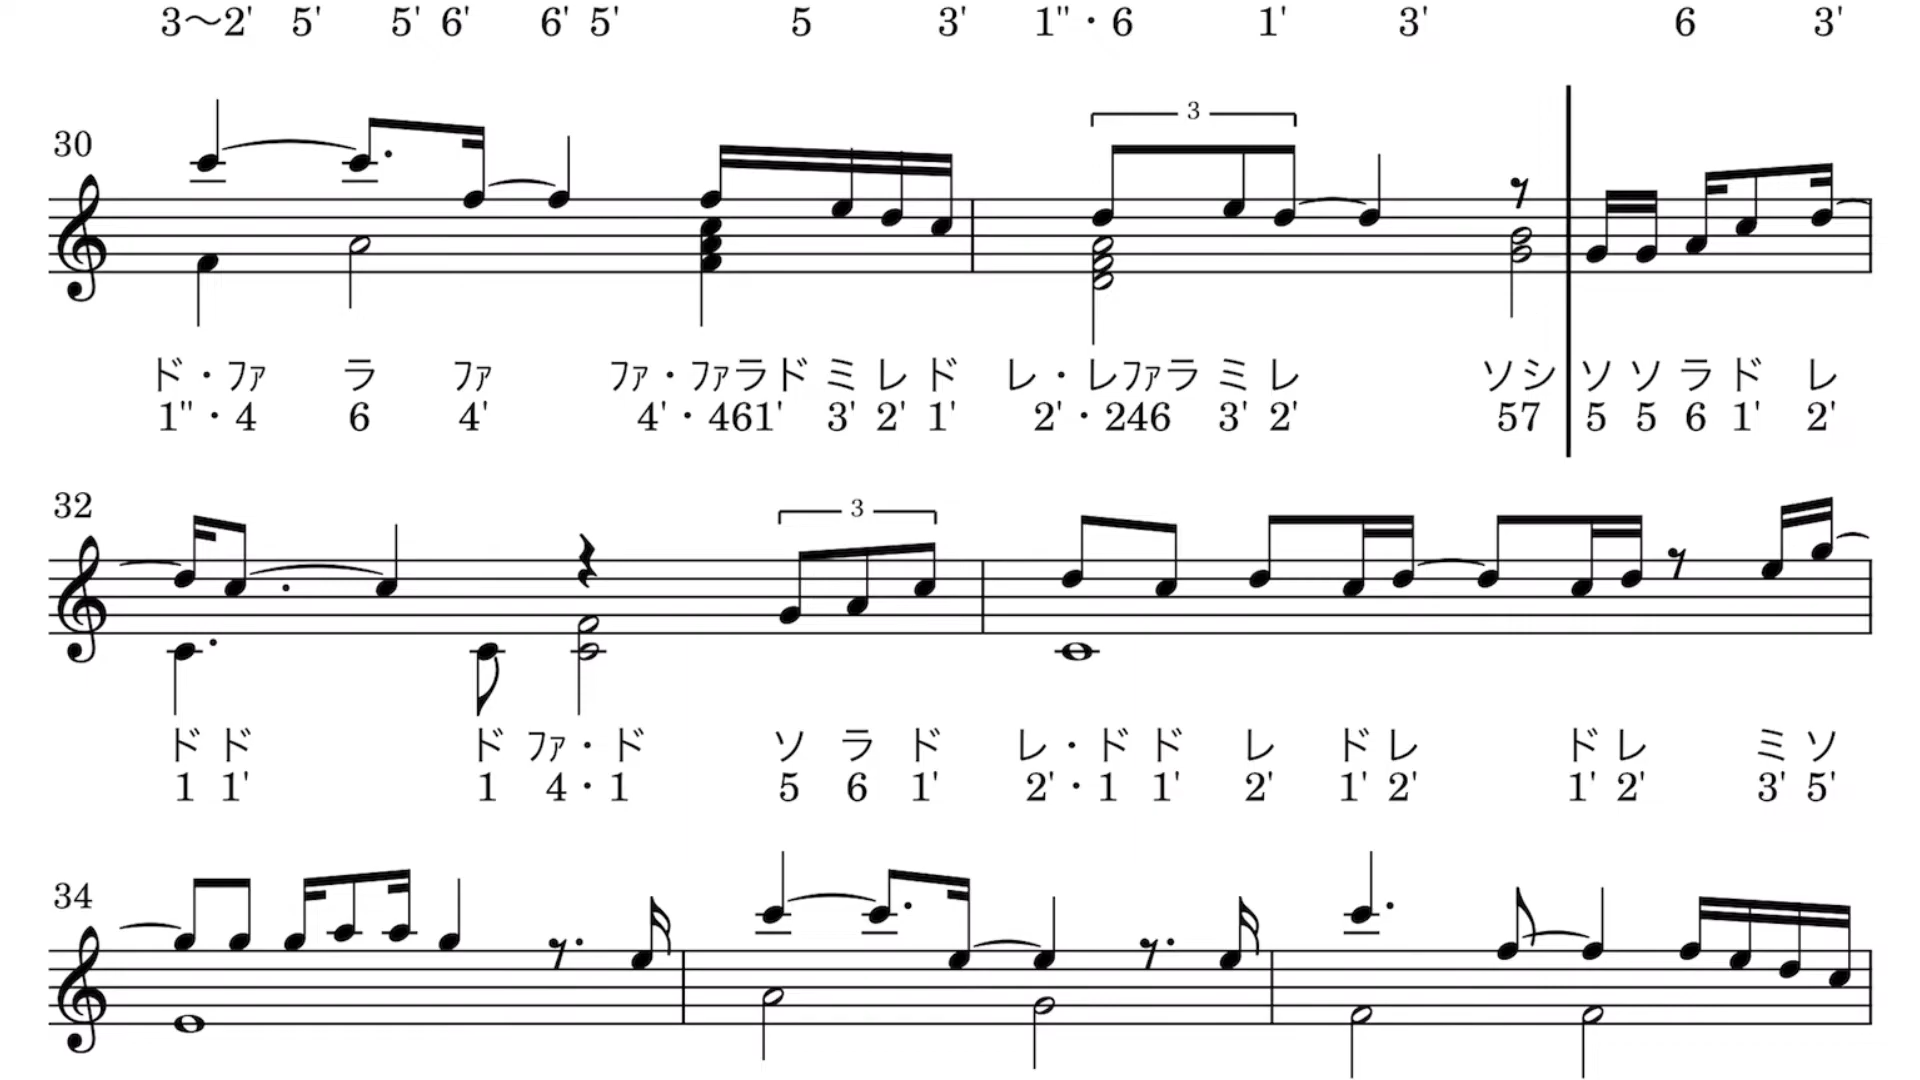 3～2' 5' 5' 6' 6' 5' 5 3' 1"・6 1' 3' 6 3'
3
30
ド・ファ ラ ファ ファ・ファラド ミ レ ド レ・レファラ ミ レ ソシ ソ ソ ラ ド レ
1"・4 6 4' 4'・461' 3' 2' 1' 2'・246 3' 2' 57 5 5 6 1' 2'
32 3
ド ド ド ファ・ド ソ ラ ド レ・ド ド レ ド レ ド レ ミ ソ
1 1' 1 4・1 5 6 1' 2'・1 1' 2' 1' 2' 1' 2' 3' 5'
34